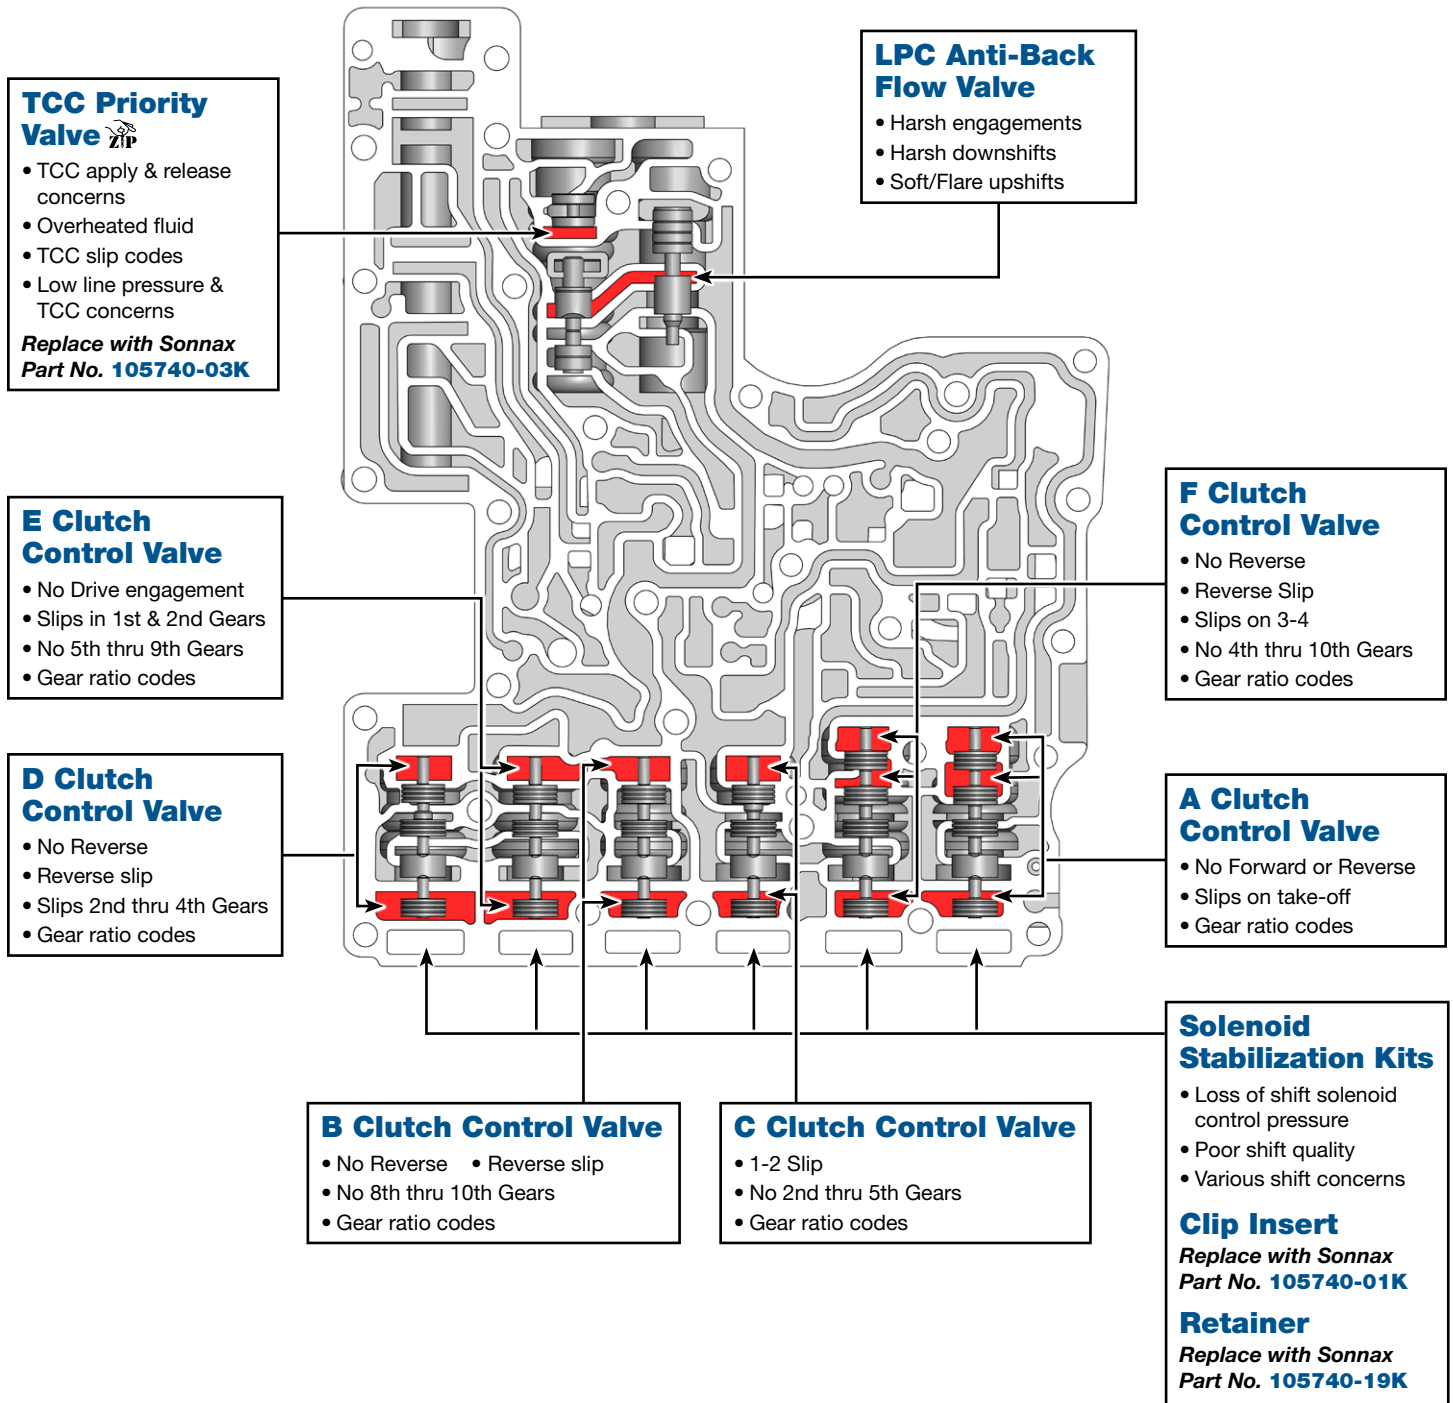 TCC Priority
Valve ZIP
• TCC apply & release
concerns
• Overheated fluid
• TCC slip codes
• Low line pressure &
TCC concerns
Replace with Sonnax
Part No. 105740-03K
LPC Anti-Back
Flow Valve
• Harsh engagements
• Harsh downshifts
• Soft/Flare upshifts
E Clutch
Control Valve
• No Drive engagement
• Slips in 1st & 2nd Gears
• No 5th thru 9th Gears
• Gear ratio codes
F Clutch
Control Valve
• No Reverse
• Reverse Slip
• Slips on 3-4
• No 4th thru 10th Gears
• Gear ratio codes
D Clutch
Control Valve
• No Reverse
• Reverse slip
• Slips 2nd thru 4th Gears
• Gear ratio codes
A Clutch
Control Valve
• No Forward or Reverse
• Slips on take-off
• Gear ratio codes
B Clutch Control Valve
• No Reverse • Reverse slip
• No 8th thru 10th Gears
• Gear ratio codes
C Clutch Control Valve
• 1-2 Slip
• No 2nd thru 5th Gears
• Gear ratio codes
Solenoid
Stabilization Kits
• Loss of shift solenoid
control pressure
• Poor shift quality
• Various shift concerns
Clip Insert
Replace with Sonnax
Part No. 105740-01K
Retainer
Replace with Sonnax
Part No. 105740-19K